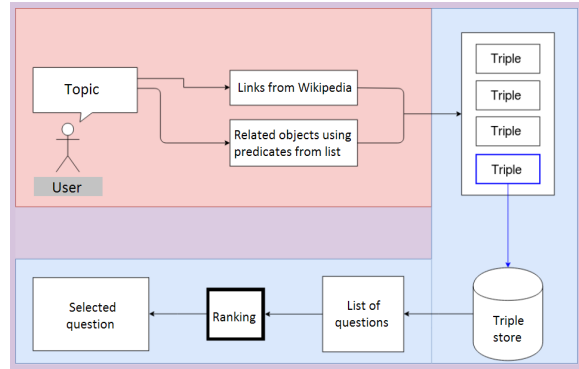 Topic
User
Links from Wikipedia
Related objects using
predicates from list
Triple
Triple
Triple
Triple
Triple
store
List of
questions
Ranking
Selected
question